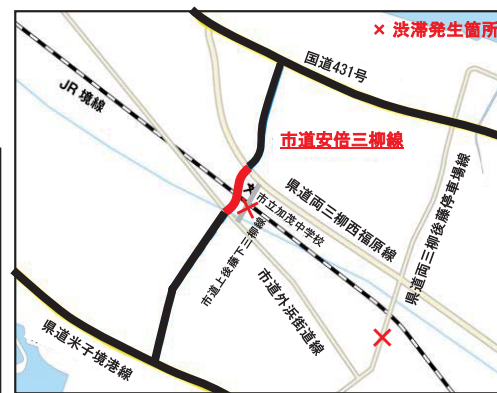 × 渋滞発生箇所
国道431号
JR境線
市道安倍三柳線
県道両三柳西福原線
県道両三柳後藤停車場線
市立加茂中学校
市道上後藤下三柳線
市道外浜街道線
県道米子境港線